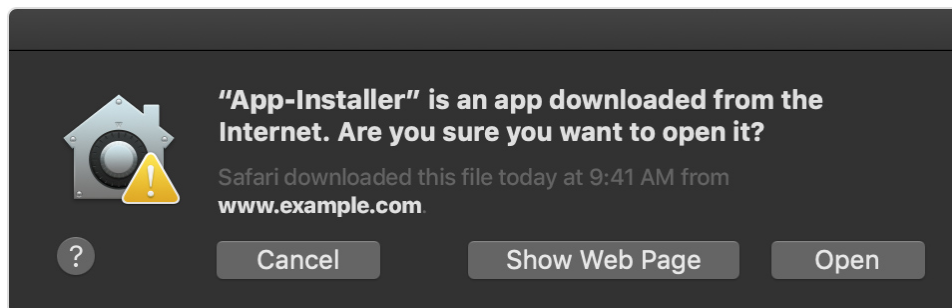 “App-Installer” is an app downloaded from the
Internet. Are you sure you want to open it?
Safari downloaded this file today at 9:41 AM from
www.example.com.
?
Cancel
Show Web Page
Open